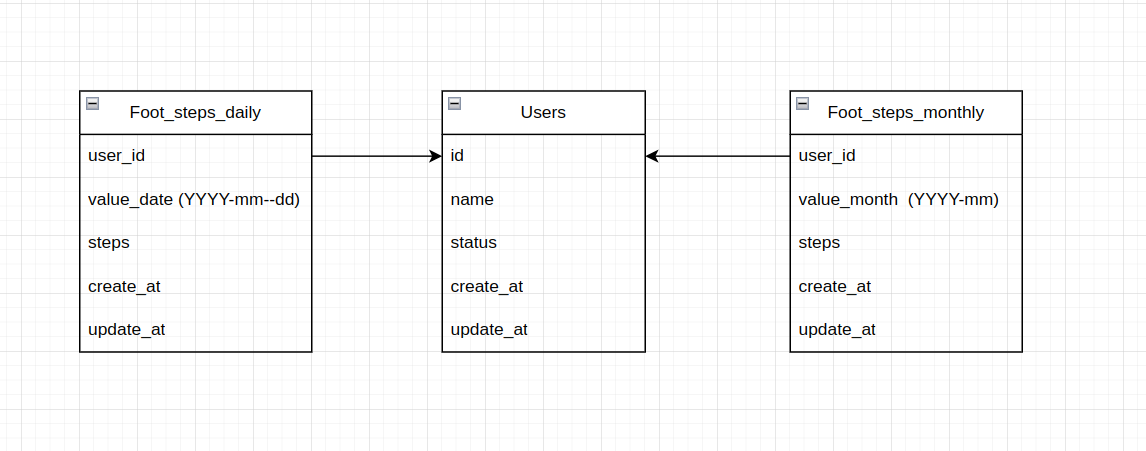 Foot_steps_daily
user_id
value_date (YYYY-mm--dd)
steps
create_at
update_at
Users
id
name
status
create_at
update_at
Foot_steps_monthly
user_id
value_month  (YYYY-mm)
steps
create_at
update_at